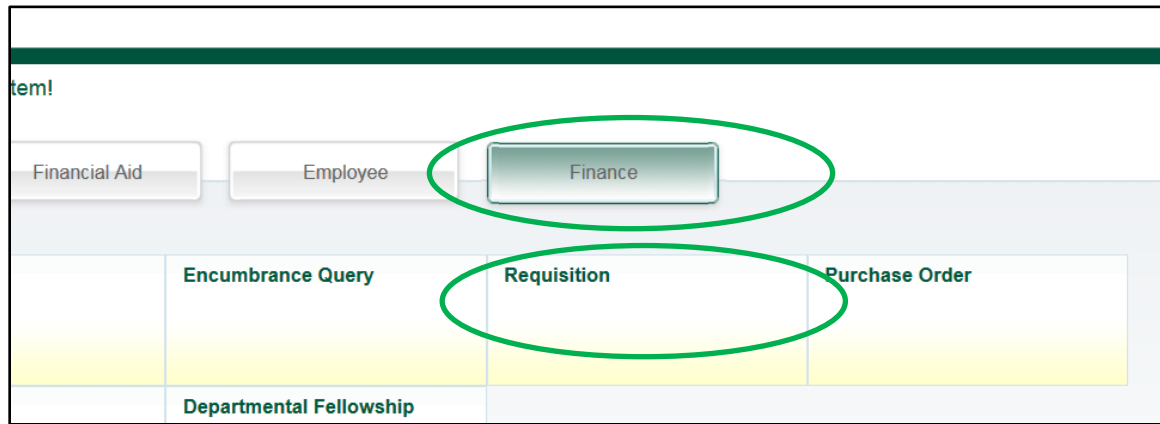 tem!
Financial Aid Employee Finance
Encumbrance Query Requisition Purchase Order
Departmental Fellowship